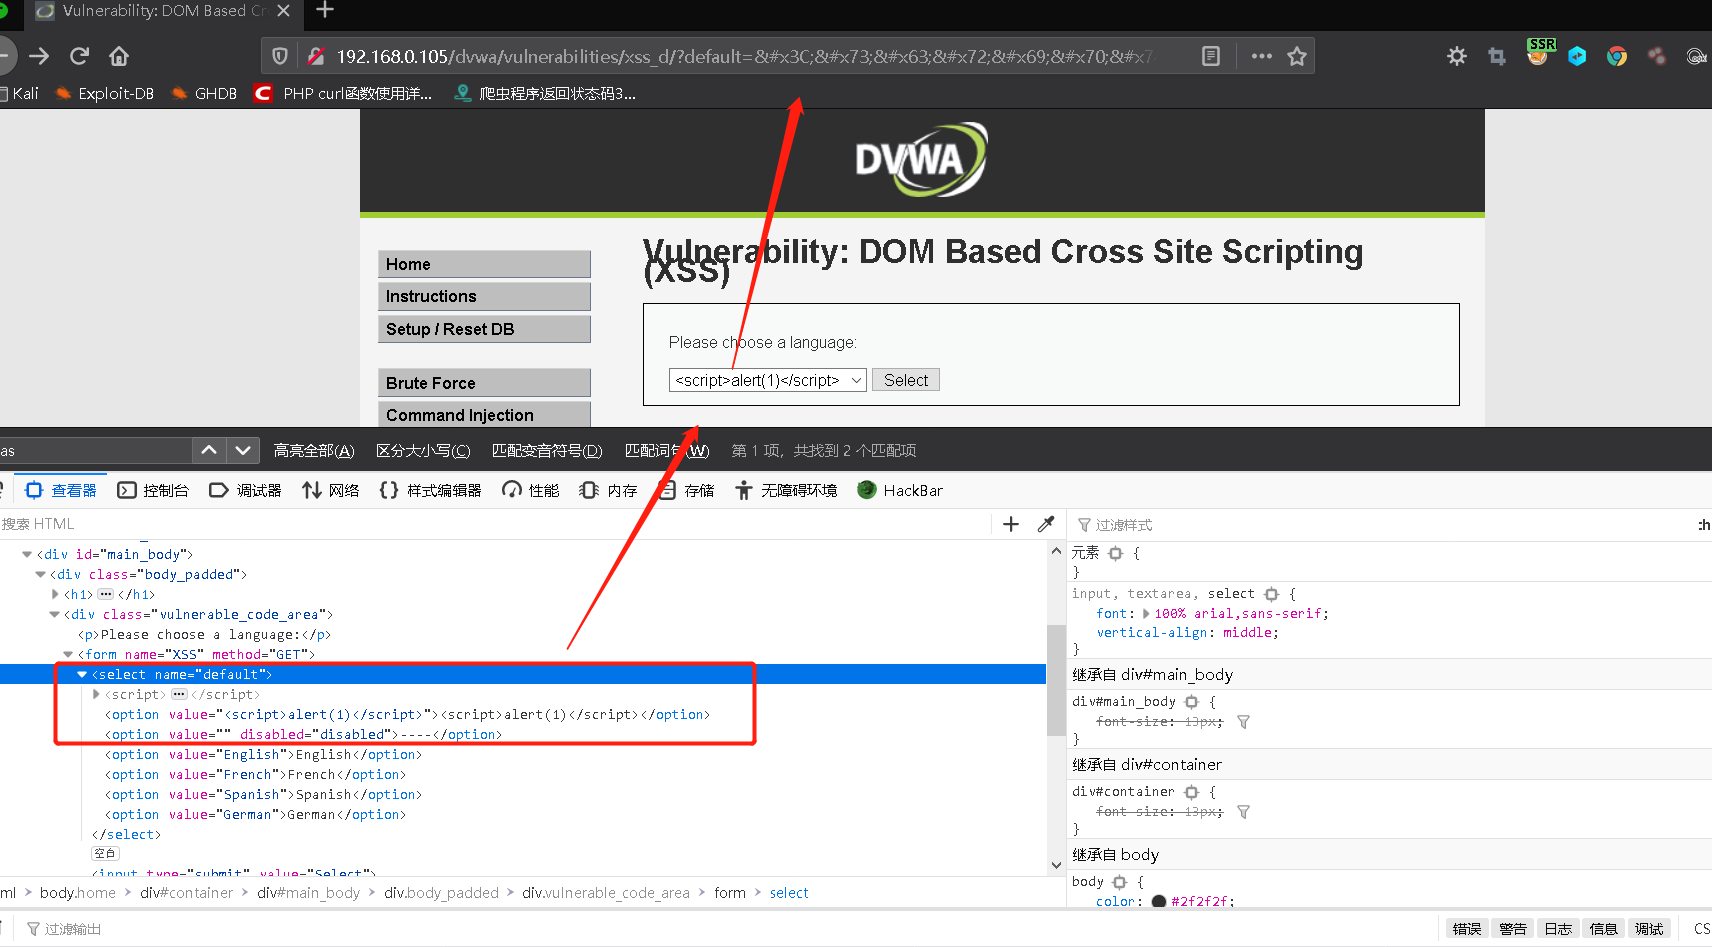 Vulnerability: DOM Based Cr
192.168.0.105/dvwa/vulnerabilities/xss_d/?default=&#x3C;&#x73;&#x63;&#x72;&#x69;&#x70;&#x7
SSR
Kali
Exploit-DB
GHDB
PHP curl函数使用详...
爬虫程序返回状态码3...
DVWA
Home
Instructions
Setup / Reset DB
Brute Force
Command Injection
Vulnerability: DOM Based Cross Site Scripting
(XSS)
Please choose a language:
<script>alert(1)</script>
Select
as
高亮全部(A)
区分大小写(C)
匹配变音符号(D)
匹配词句(W)
第 1 项，共找到 2 个匹配项
查看器
控制台
调试器
网络
样式编辑器
性能
内存
存储
无障碍环境
HackBar
搜索 HTML
<div id="main_body">
<div class="body_padded">
<h1>···</h1>
<div class="vulnerable_code_area">
<p>Please choose a language:</p>
<form name="XSS" method="GET">
<select name="default">
<script>···</script>
<option value="<script>alert(1)</script>"><script>alert(1)</script></option>
<option value="" disabled="disabled">----</option>
<option value="English">English</option>
<option value="French">French</option>
<option value="Spanish">Spanish</option>
<option value="German">German</option>
</select>
空白
<input type="submit" value="Select">
过滤样式
:h
元素 {
}
input, textarea, select {
font: 100% arial,sans-serif;
vertical-align: middle;
}
继承自 div#main_body
div#main_body {
font-size: 13px;
}
继承自 div#container
div#container {
font-size: 13px;
}
继承自 body
body {
color: #2f2f2f;
ml > body.home > div#container > div#main_body > div.body_padded > div.vulnerable_code_area > form > select
过滤输出
错误
警告
日志
信息
调试
CS